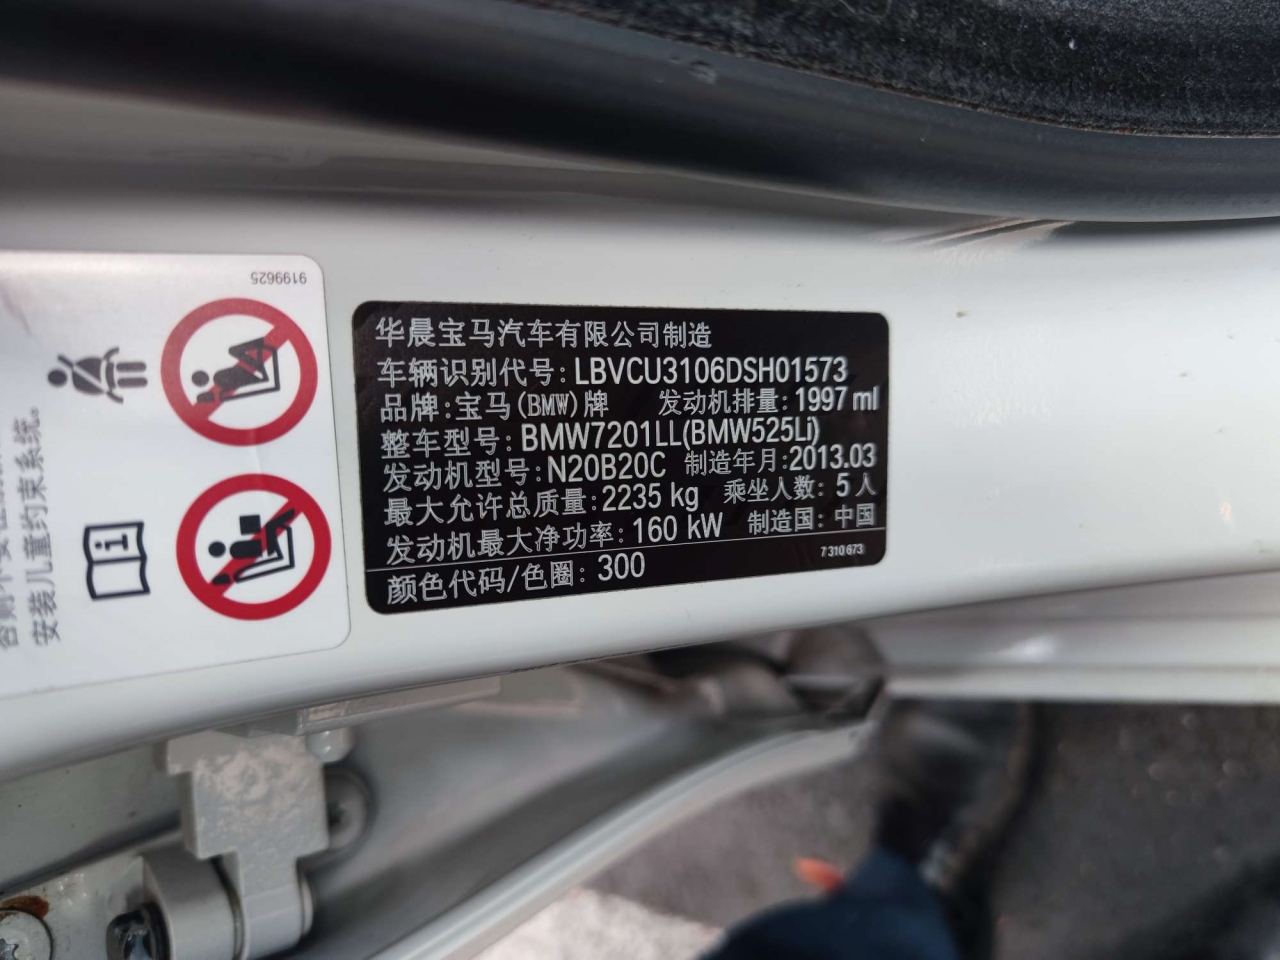 9199625
安装儿童约束系统。
华晨宝马汽车有限公司制造
车辆识别代号: LBVCU3106DSH01573
品牌:宝马(BMW)牌 发动机排量: 1997 ml
整车型号: BMW7201LL(BMW525Li)
发动机型号: N20B20C 制造年月:2013.03
最大允许总质量: 2235 kg 乘坐人数: 5 人
发动机最大净功率: 160 kW 制造国: 中国
7 310 673
颜色代码/色圈: 300